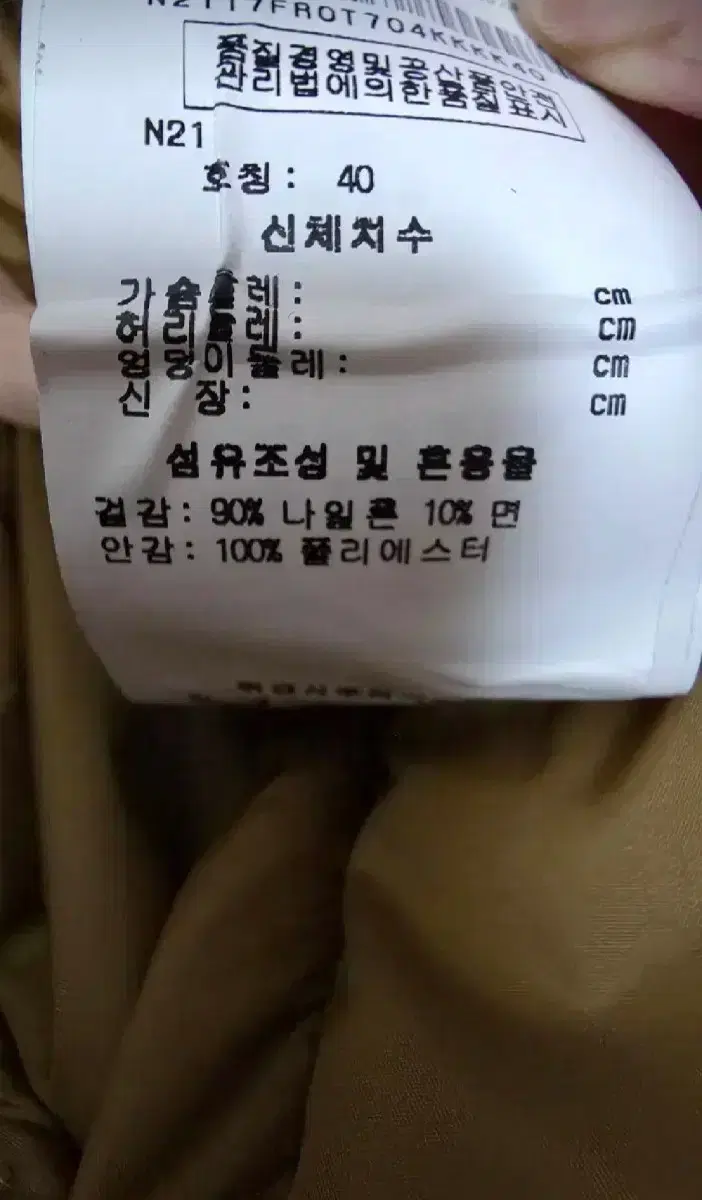 N2117FR0T704KKKK40
품질경영및공산품안전
관리법에의한품질표시
N21
호칭: 40
신체치수
가슴둘레: cm
허리둘레: cm
엉덩이둘레: cm
신 장: cm
섬유조성 및 혼용율
겉감: 90% 나일론 10% 면
안감: 100% 폴리에스터